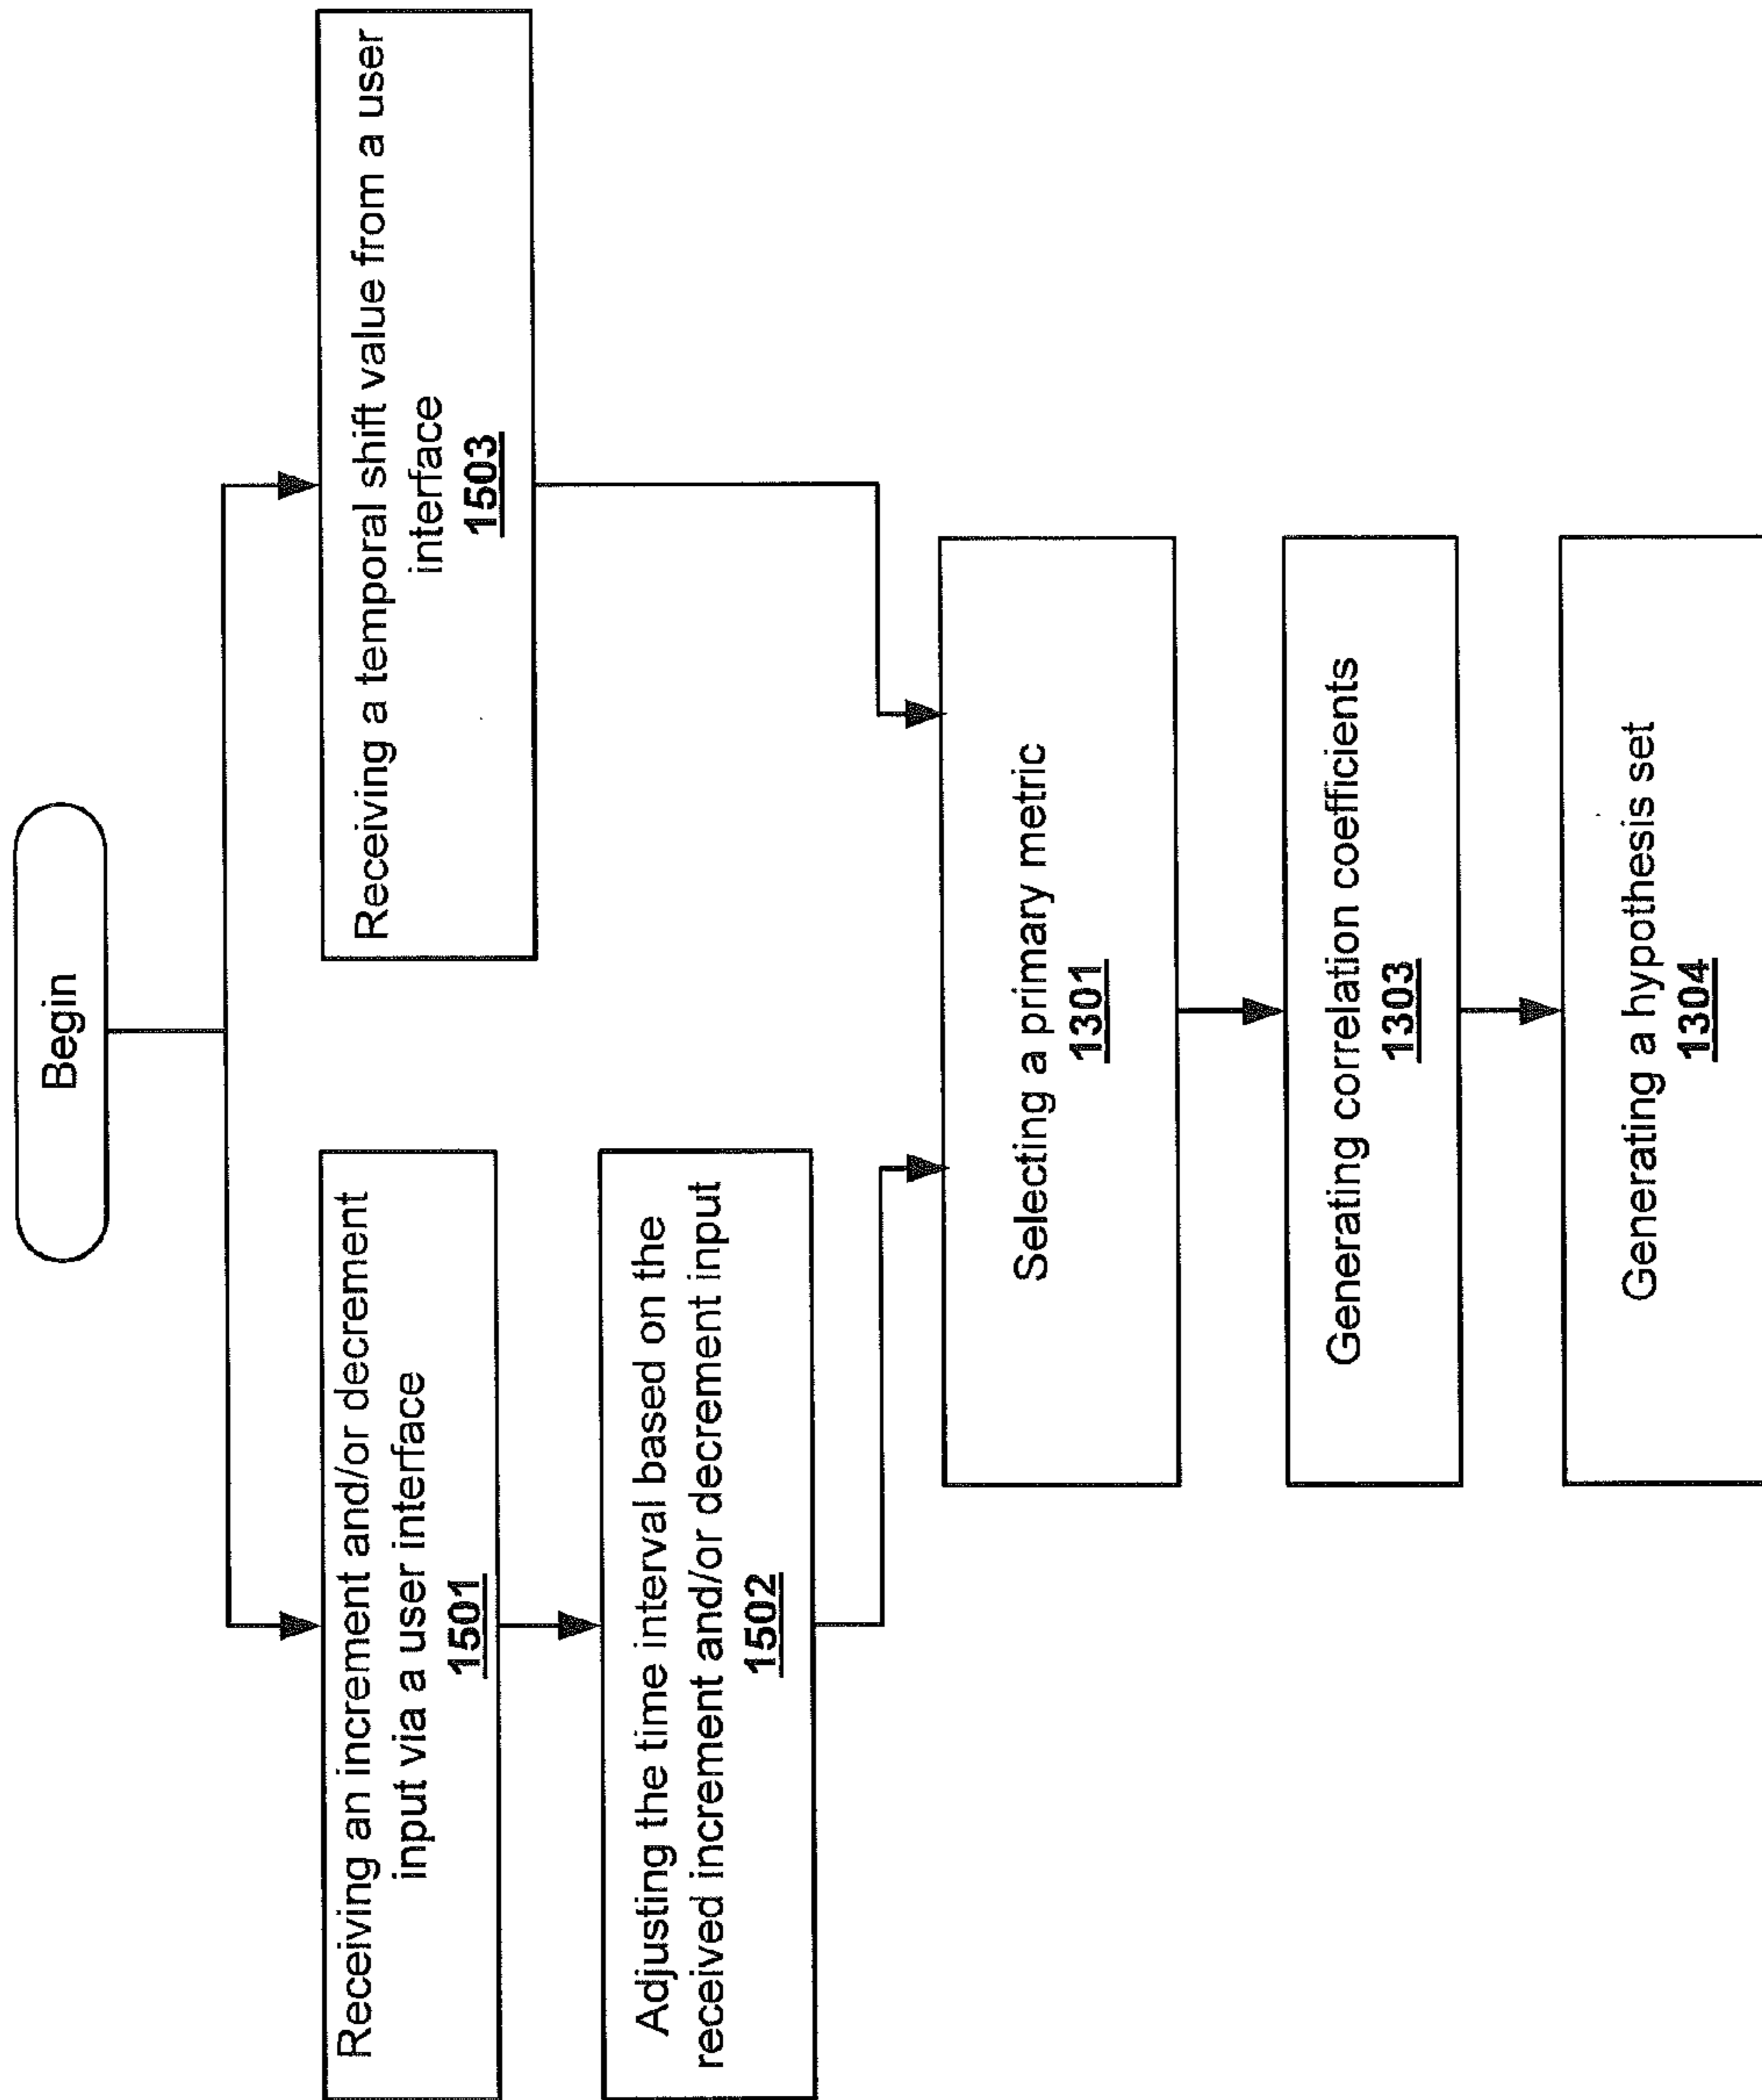 Begin
Receiving an increment and/or decrement
input via a user interface
1501
Adjusting the time interval based on the
received increment and/or decrement input
1502
Receiving a temporal shift value from a user
interface
1503
Selecting a primary metric
1301
Generating correlation coefficients
1303
Generating a hypothesis set
1304